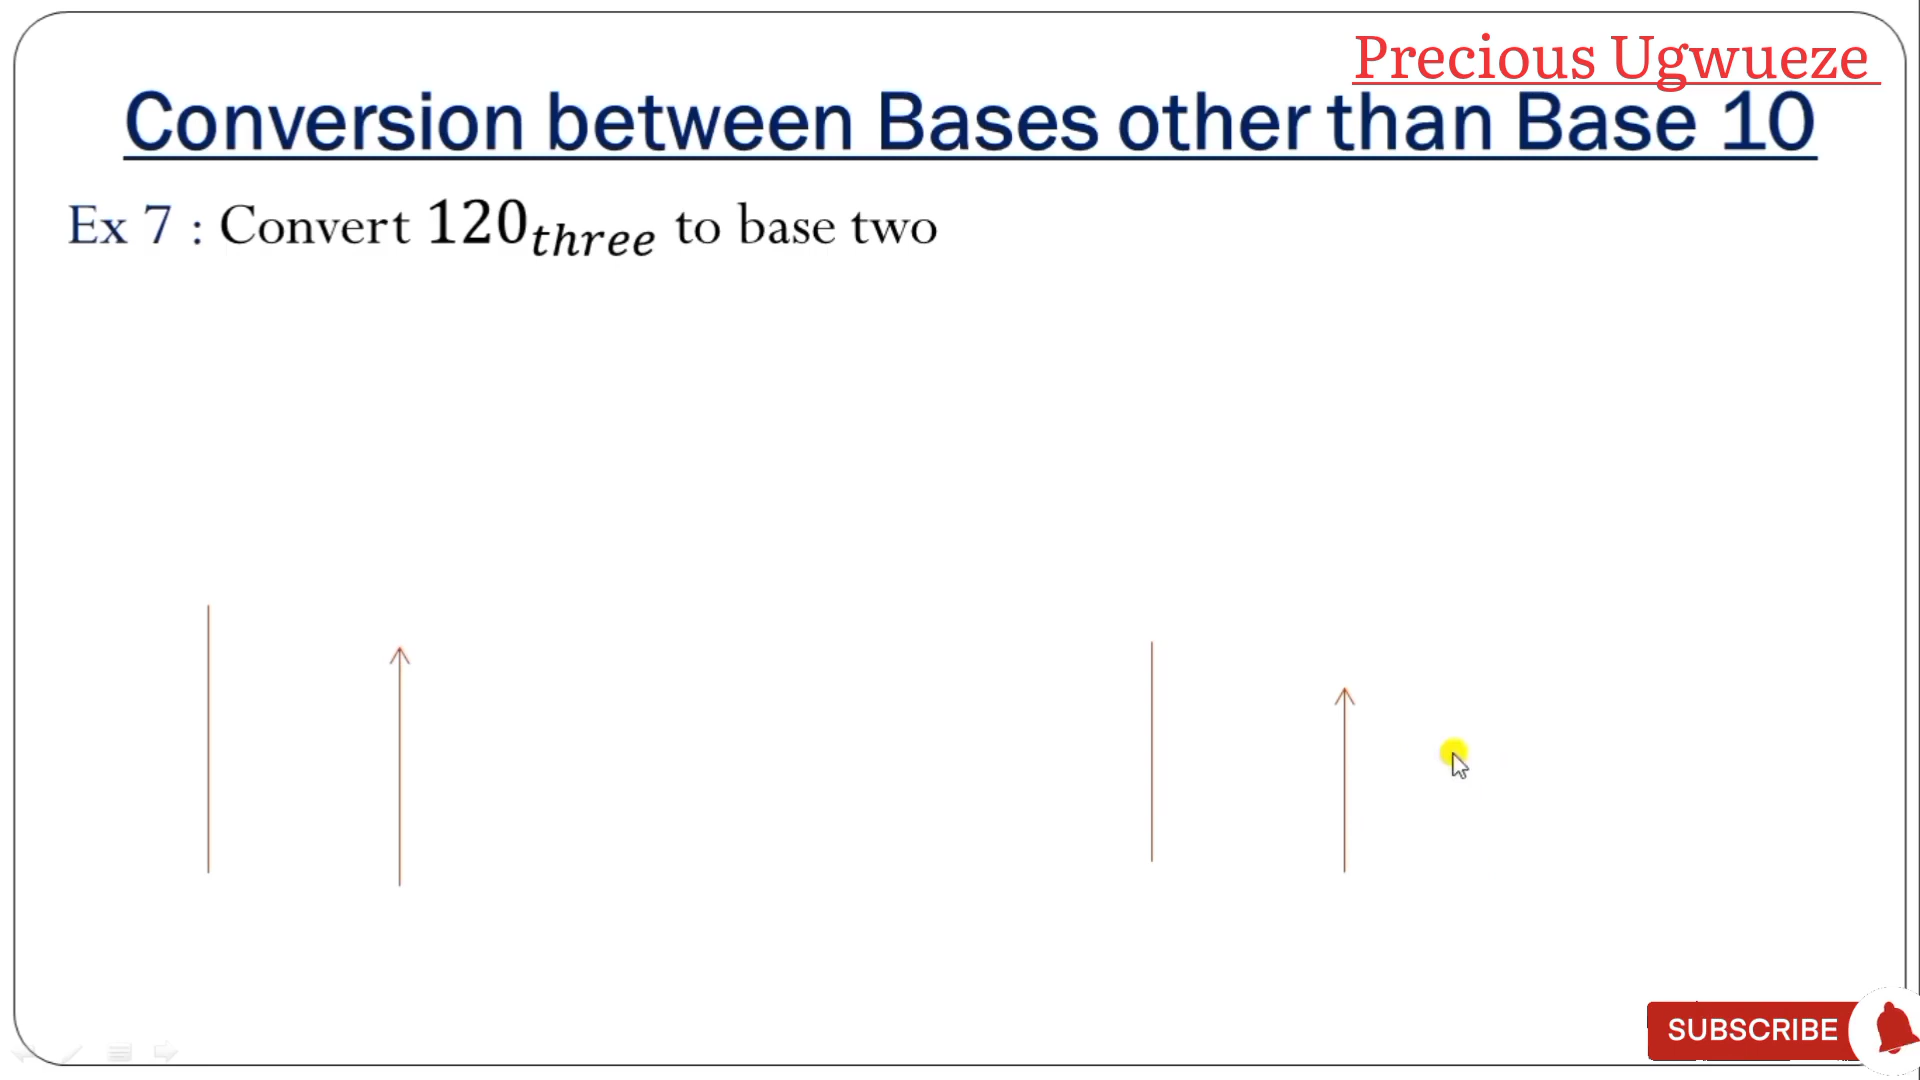 Precious Ugwueze
Conversion between Bases other than Base 10
Ex 7 : Convert 120three to base two
SUBSCRIBE